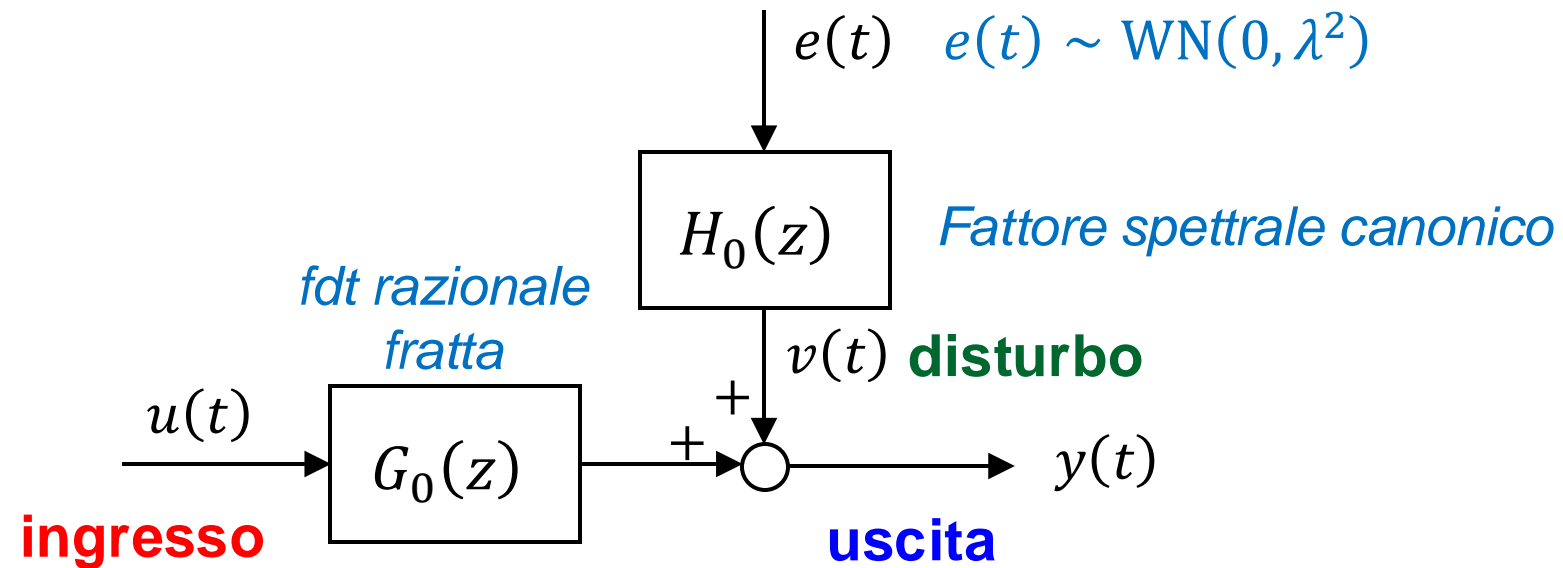 e(t) e(t) ~ WN(0, λ²)
H₀(z)
Fattore spettrale canonico
fdt razionale
fratta
v(t) disturbo
+
u(t)
+
G₀(z)
y(t)
ingresso
uscita